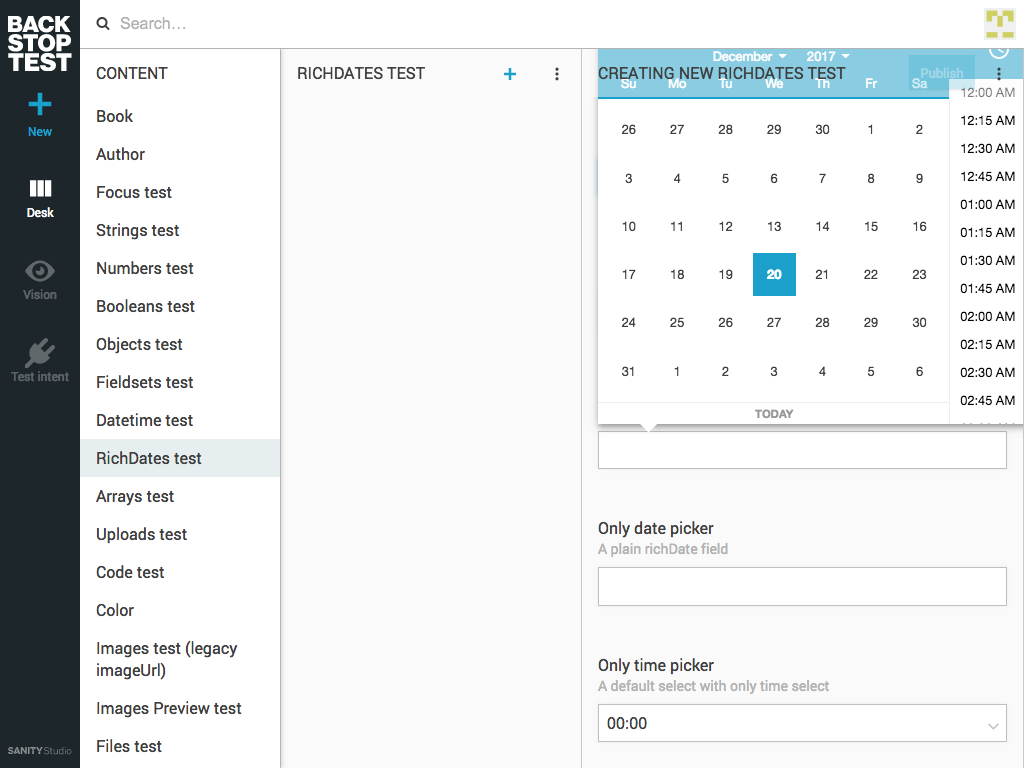 BACK
STOP
TEST
Search...
New
Desk
Vision
Test intent
SANITY Studio
CONTENT
Book
Author
Focus test
Strings test
Numbers test
Booleans test
Objects test
Fieldsets test
Datetime test
RichDates test
Arrays test
Uploads test
Code test
Color
Images test (legacy
imageUrl)
Images Preview test
Files test
RICHDATES TEST
CREATING NEW RICHDATES TEST
Publish
December 2017
Su Mo Tu We Th Fr Sa
26 27 28 29 30 1 2
3 4 5 6 7 8 9
10 11 12 13 14 15 16
17 18 19 20 21 22 23
24 25 26 27 28 29 30
31 1 2 3 4 5 6
TODAY
12:00 AM
12:15 AM
12:30 AM
12:45 AM
01:00 AM
01:15 AM
01:30 AM
01:45 AM
02:00 AM
02:15 AM
02:30 AM
02:45 AM
Only date picker
A plain richDate field
Only time picker
A default select with only time select
00:00